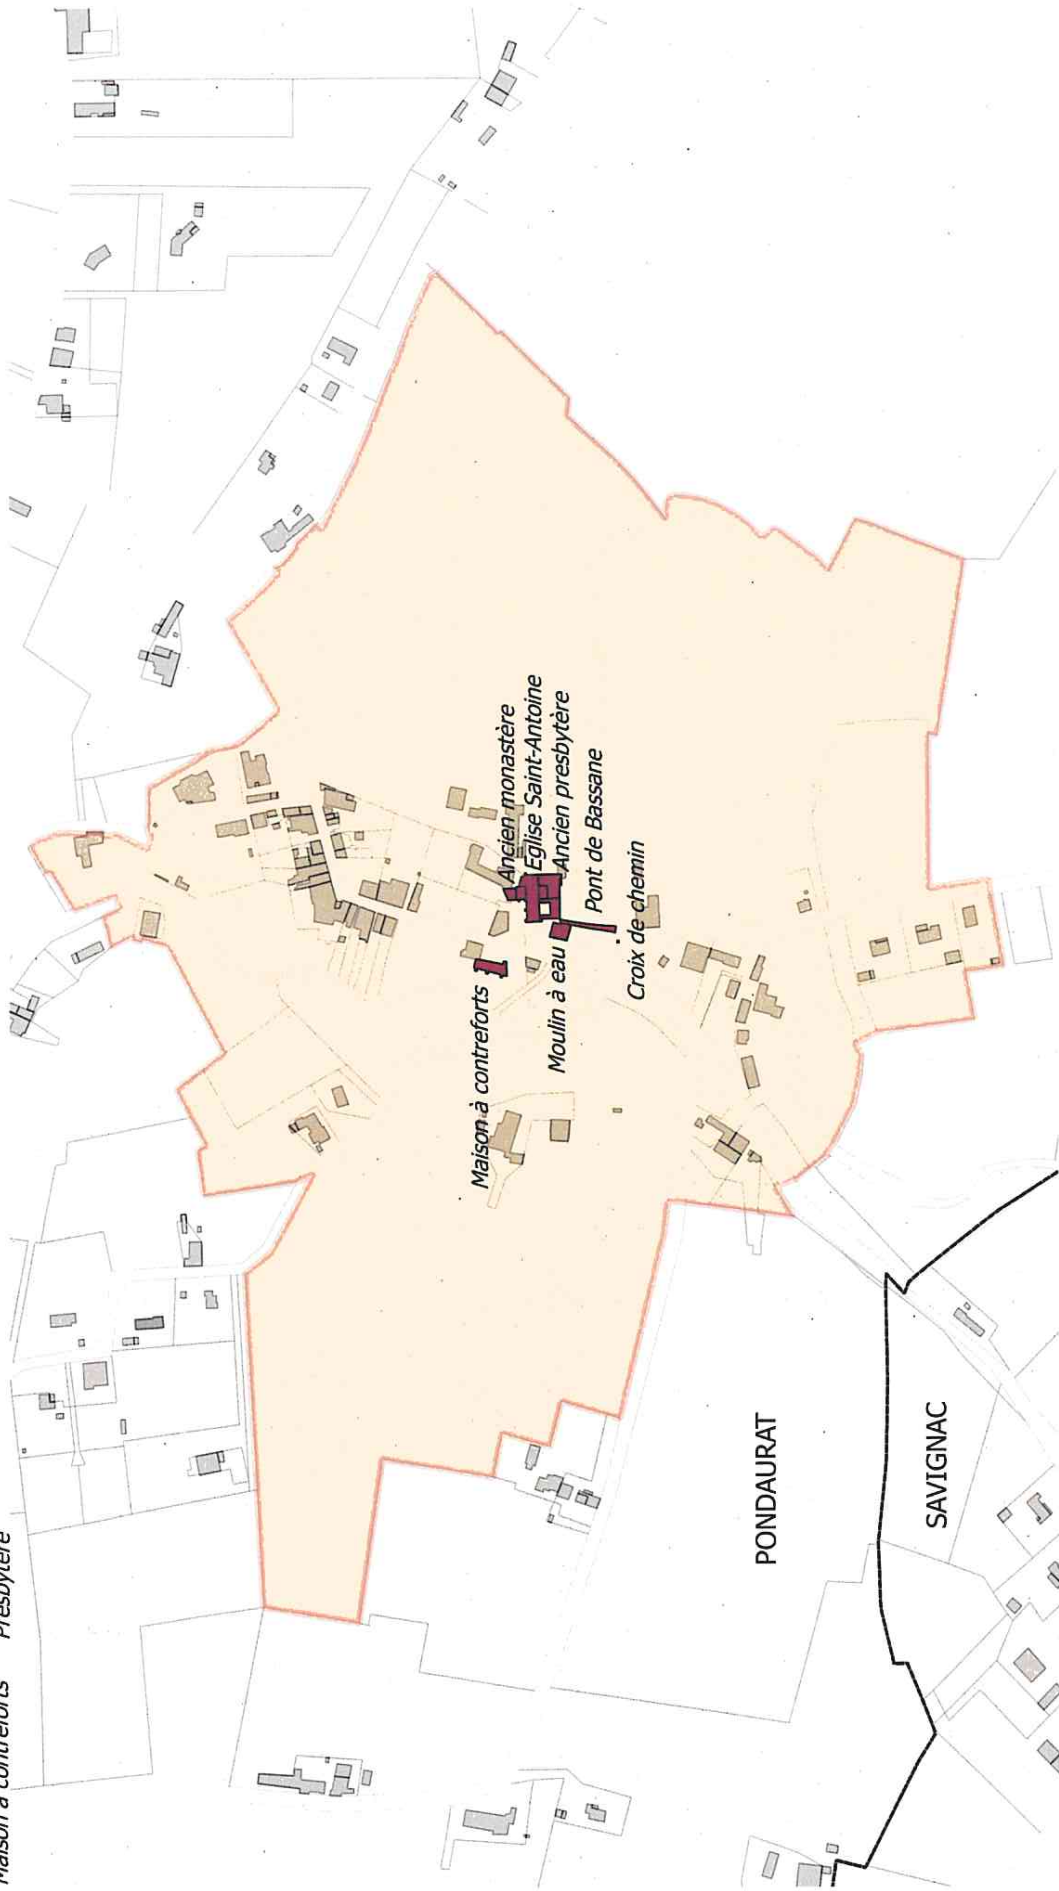 Maison à contreforts Presbytère
Ancien monastère
Eglise Saint-Antoine
Ancien presbytère
Pont de Bassane
Maison à contreforts
Moulin à eau
Croix de chemin
PONDAURAT
SAVIGNAC